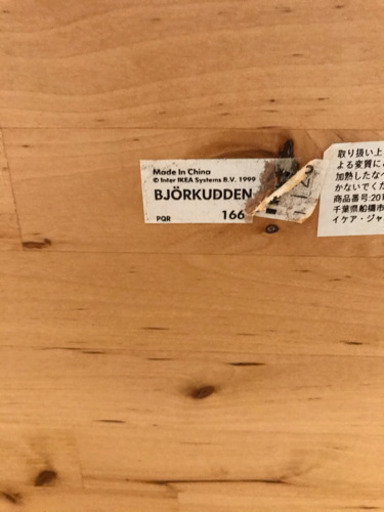 Made in China
© Inter IKEA Systems B.V. 1999
BJÖRKUDDEN
PQR 166
取り扱い上
よる変質に
加熱したな
かないでく
商品番号:20
千葉県船橋市
イケア・ジャ